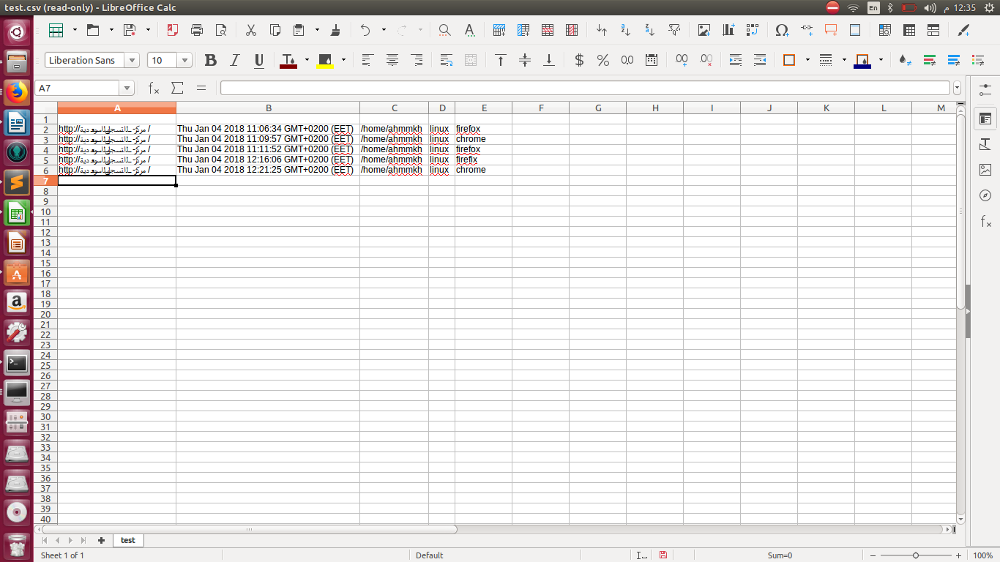 test.csv (read-only) - LibreOffice Calc
En
م 12:35
Liberation Sans
10
A7
A B C D E F G H I J K L M
1
2 http://مركز-تسجيل-السعودية/ Thu Jan 04 2018 11:06:34 GMT+0200 (EET) /home/ahmmkh linux firefox
3 http://مركز-تسجيل-السعودية/ Thu Jan 04 2018 11:09:57 GMT+0200 (EET) /home/ahmmkh linux chrome
4 http://مركز-تسجيل-السعودية/ Thu Jan 04 2018 11:11:52 GMT+0200 (EET) /home/ahmmkh linux firefox
5 http://مركز-تسجيل-السعودية/ Thu Jan 04 2018 12:16:06 GMT+0200 (EET) /home/ahmmkh linux firefix
6 http://مركز-تسجيل-السعودية/ Thu Jan 04 2018 12:21:25 GMT+0200 (EET) /home/ahmmkh linux chrome
7
8
9
10
11
12
13
14
15
16
17
18
19
20
21
22
23
24
25
26
27
28
29
30
31
32
33
34
35
36
37
38
39
40
test
Sheet 1 of 1
Default
Sum=0
100%